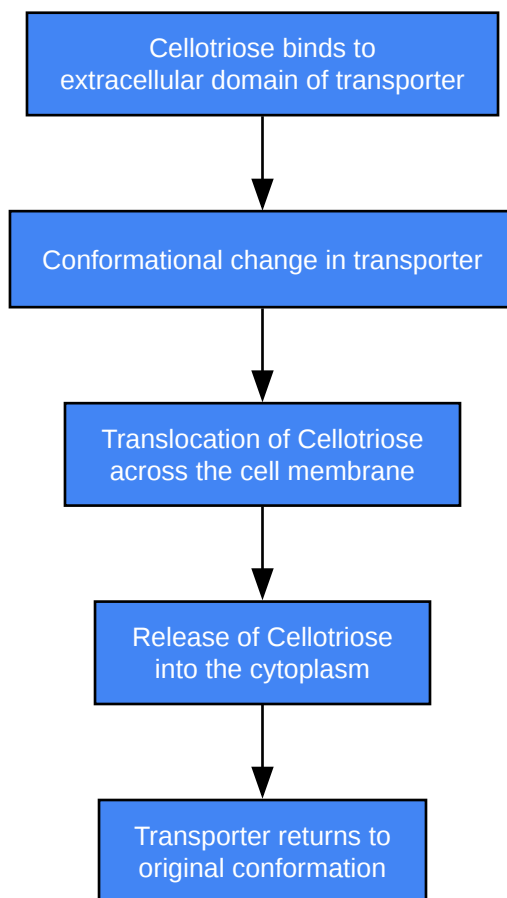 Cellotriose binds to
extracellular domain of transporter
Conformational change in transporter
Translocation of Cellotriose
across the cell membrane
Release of Cellotriose
into the cytoplasm
Transporter returns to
original conformation